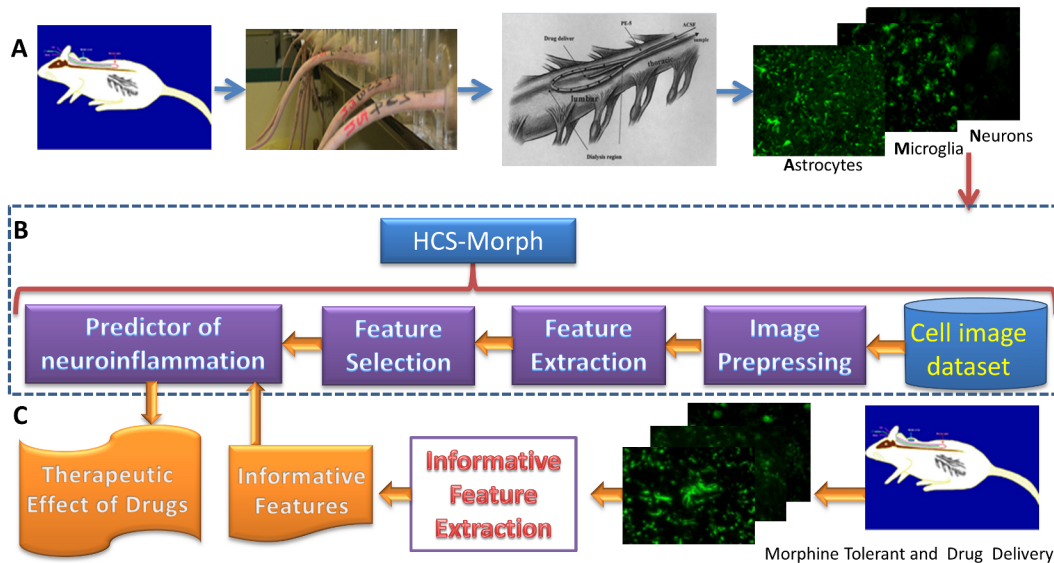 A
PE-5
ACSF
sample
Drug deliver
thoracic
lumbar
Dialysis region
Astrocytes
Microglia
Neurons
B
HCS-Morph
Predictor of
neuroinflammation
Feature
Selection
Feature
Extraction
Image
Prepressing
Cell image
dataset
C
Therapeutic
Effect of Drugs
Informative
Features
Informative
Feature
Extraction
Morphine Tolerant and Drug Delivery